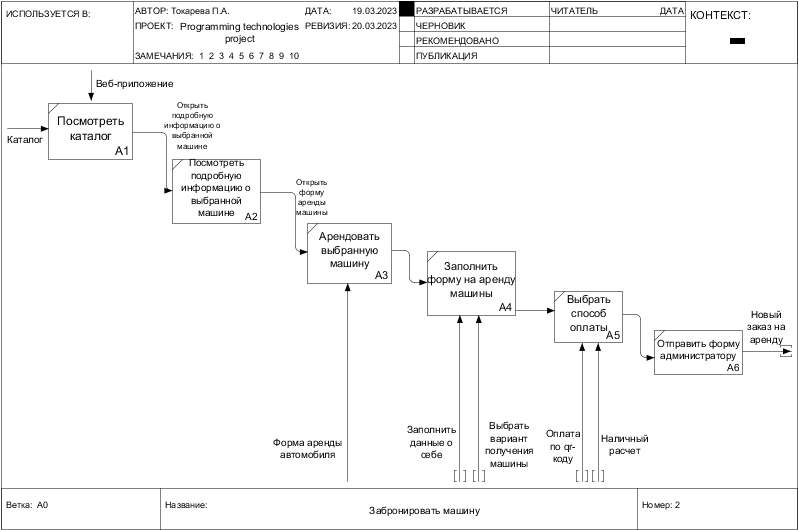 ИСПОЛЬЗУЕТСЯ В:
АВТОР: Токарева П.А.
ДАТА: 19.03.2023
ПРОЕКТ: Programming technologies
project
РЕВИЗИЯ: 20.03.2023
ЗАМЕЧАНИЯ: 1 2 3 4 5 6 7 8 9 10
РАЗРАБАТЫВАЕТСЯ
ЧЕРНОВИК
РЕКОМЕНДОВАНО
ПУБЛИКАЦИЯ
ЧИТАТЕЛЬ
ДАТА
КОНТЕКСТ:
Веб-приложение
Каталог
Посмотреть
каталог
A1
Открыть
подробную
информацию о
выбранной
машине
Посмотреть
подробную
информацию о
выбранной
машине
A2
Открыть
форму
аренды
машины
Арендовать
выбранную
машину
A3
Заполнить
форму на аренду
машины
A4
Выбрать
способ
оплаты
A5
Отправить форму
администратору
A6
Новый
заказ на
аренду
Форма аренды
автомобиля
Заполнить
данные о
себе
Выбрать
вариант
получения
машины
Оплата
по qr-
коду
Наличный
расчет
Ветка: A0
Название:
Забронировать машину
Номер: 2